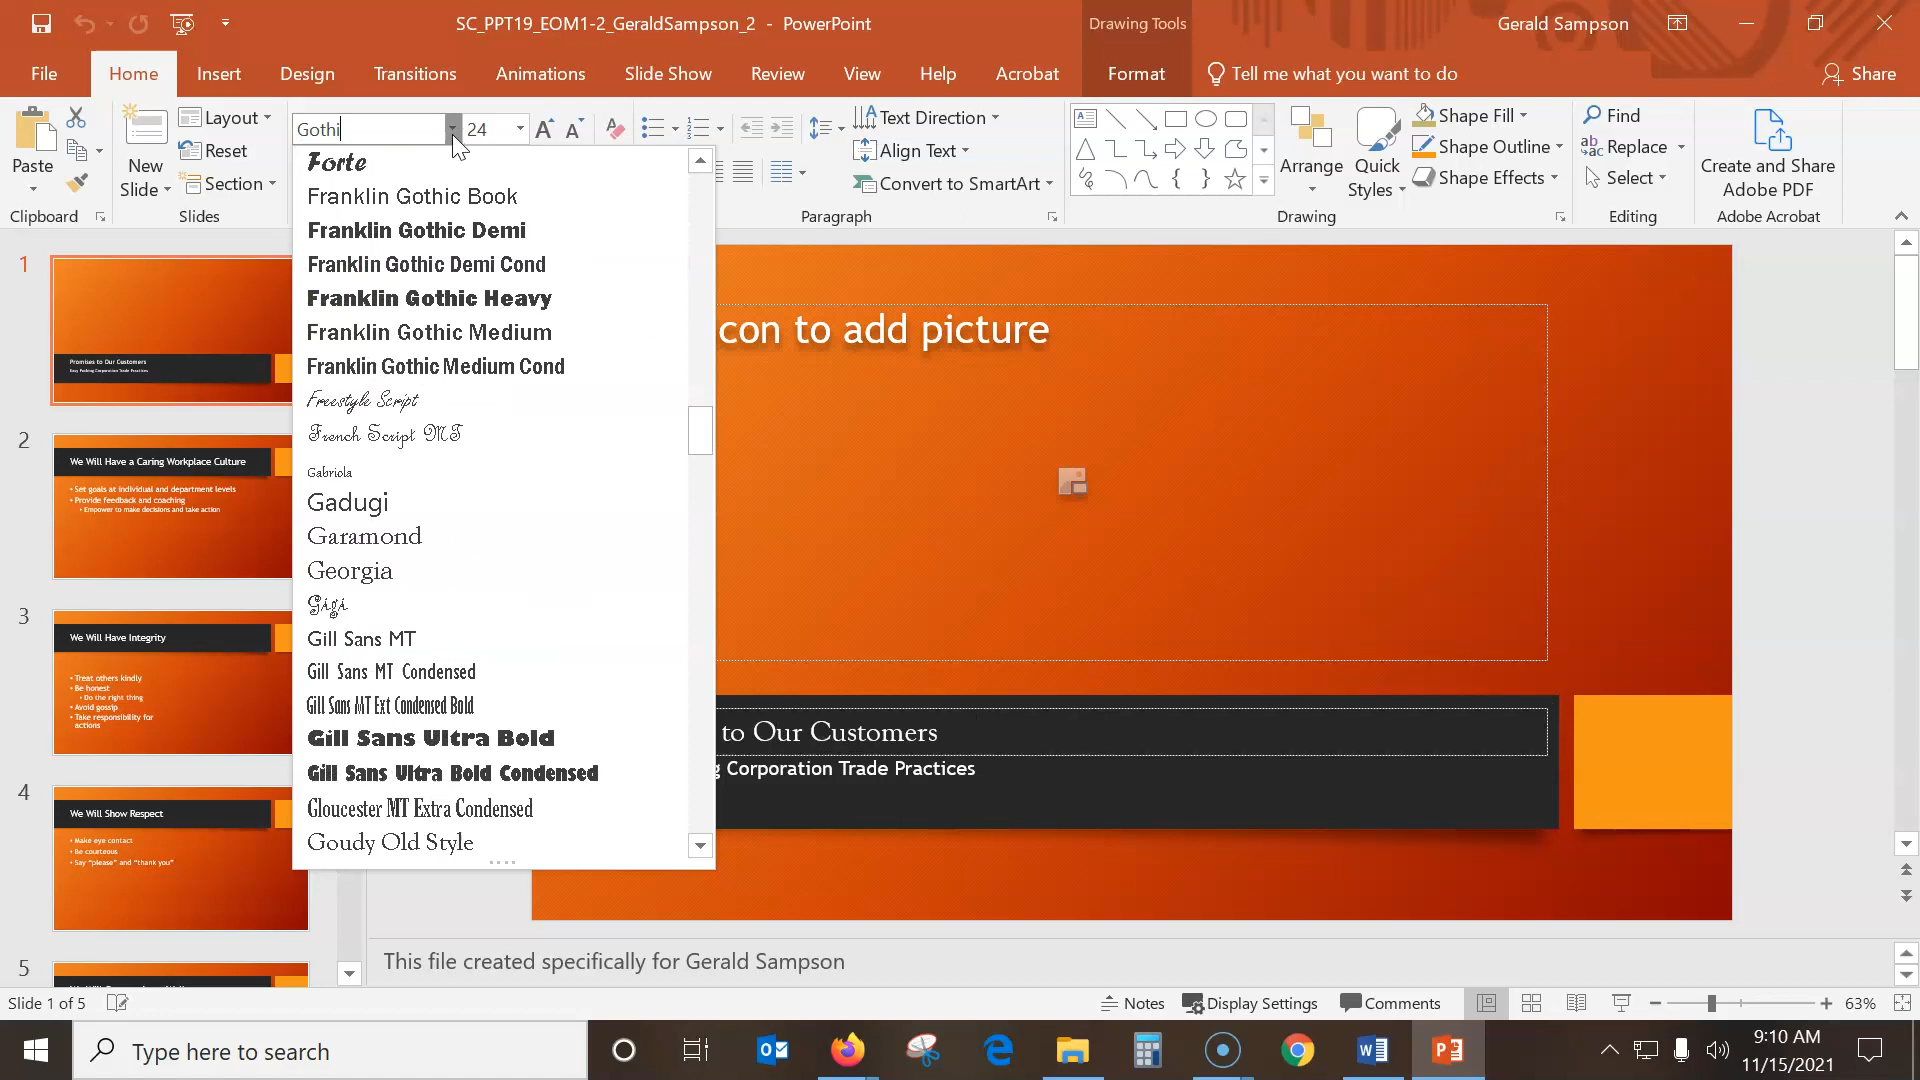 SC_PPT19_EOM1-2_GeraldSampson_2 - PowerPoint
Drawing Tools
Gerald Sampson
File
Home
Insert
Design
Transitions
Animations
Slide Show
Review
View
Help
Acrobat
Format
Tell me what you want to do
Share
Paste
Clipboard
New
Slide
Layout
Reset
Section
Slides
Gothi
24
Text Direction
Align Text
Convert to SmartArt
Paragraph
Arrange
Quick
Styles
Shape Fill
Shape Outline
Shape Effects
Drawing
Find
Replace
Select
Editing
Create and Share
Adobe PDF
Adobe Acrobat
Forte
Franklin Gothic Book
Franklin Gothic Demi
Franklin Gothic Demi Cond
Franklin Gothic Heavy
Franklin Gothic Medium
Franklin Gothic Medium Cond
Freestyle Script
French Script MT
Gabriola
Gadugi
Garamond
Georgia
Gigi
Gill Sans MT
Gill Sans MT Condensed
Gill Sans MT Ext Condensed Bold
Gill Sans Ultra Bold
Gill Sans Ultra Bold Condensed
Gloucester MT Extra Condensed
Goudy Old Style
1
Promises to Our Customers
Easy Packing Corporation Trade Practices
2
We Will Have a Caring Workplace Culture
• Set goals at individual and department levels
• Provide feedback and coaching
• Empower to make decisions and take action
3
We Will Have Integrity
• Treat others kindly
• Be honest
• Do the right thing
• Avoid gossip
• Take responsibility for
actions
4
We Will Show Respect
• Make eye contact
• Be courteous
• Say “please” and “thank you”
5
con to add picture
to Our Customers
g Corporation Trade Practices
This file created specifically for Gerald Sampson
Slide 1 of 5
Notes
Display Settings
Comments
63%
Type here to search
9:10 AM
11/15/2021